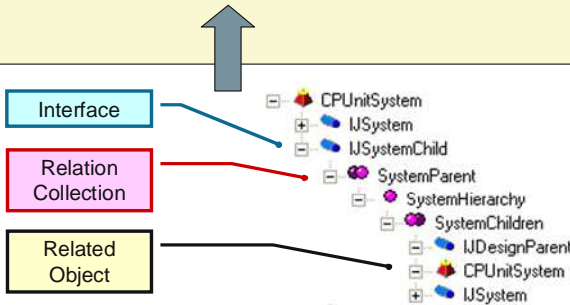 Interface
Relation
Collection
Related
Object
CPUnitSystem
IJSystem
IJSystemChild
SystemParent
SystemHierarchy
SystemChildren
IJDesignParent
CPUnitSystem
IJSystem